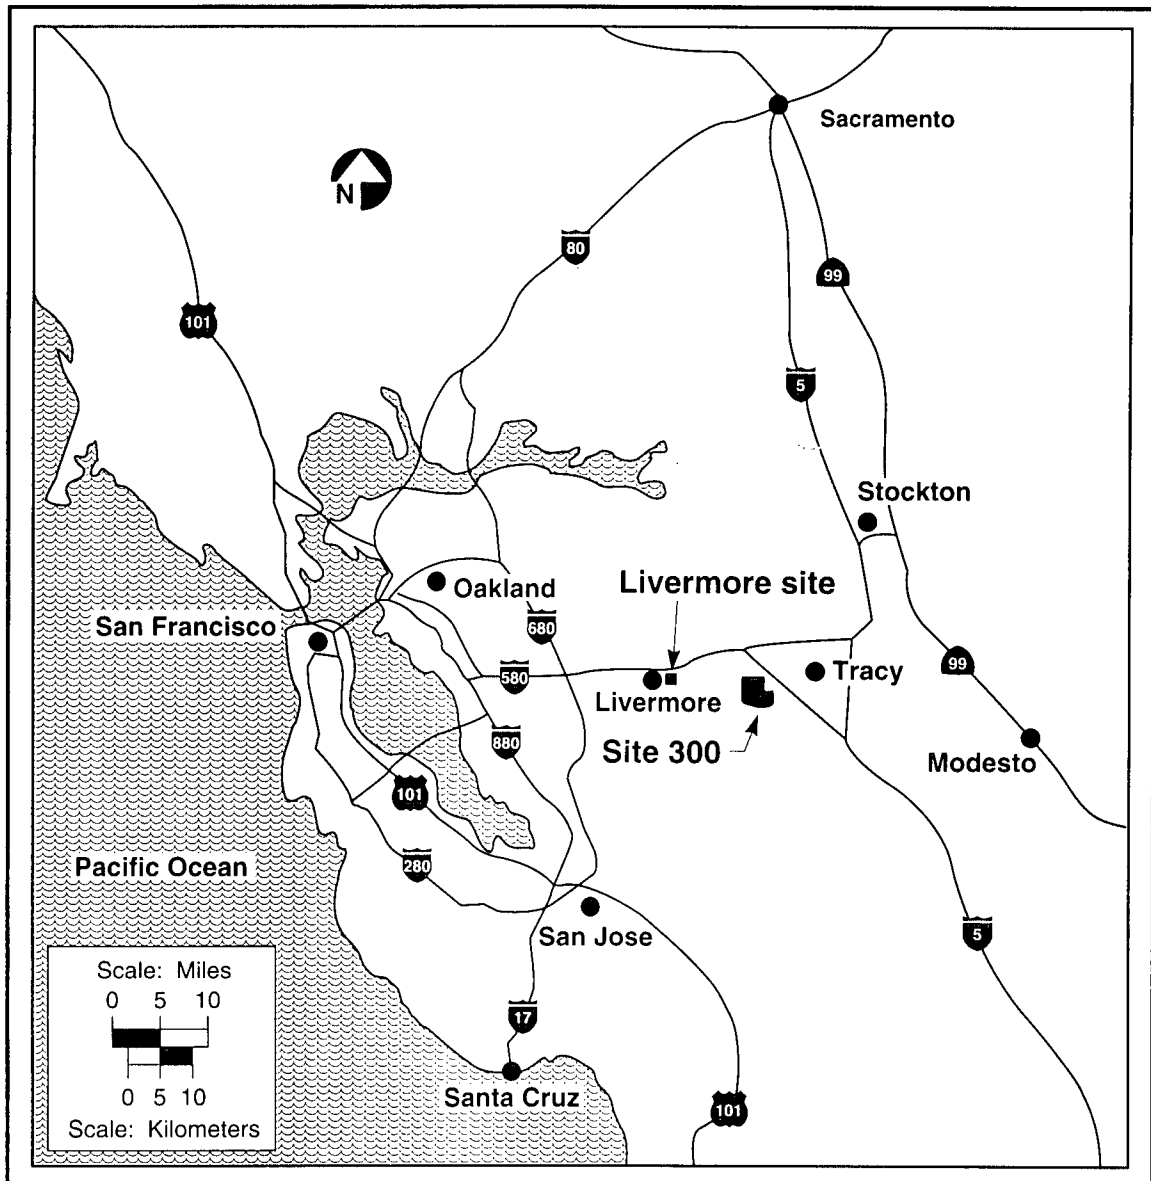 Sacramento
N
80
99
101
5
Stockton
Oakland
Livermore site
San Francisco
680
580
Livermore
Tracy
99
880
Site 300
Modesto
101
280
Pacific Ocean
San Jose
5
Scale: Miles
0 5 10
0 5 10
Scale: Kilometers
17
Santa Cruz
101